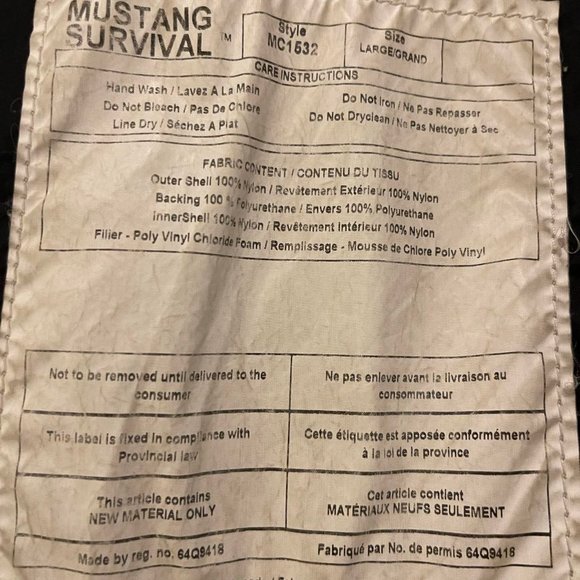 MUSTANG
SURVIVAL TM
Style
MC1532
Size
LARGE/GRAND
CARE INSTRUCTIONS
Hand Wash / Lavez A La Main
Do Not Bleach / Pas De Chlore
Line Dry / Séchez A Plat
Do Not Iron / Ne Pas Repasser
Do Not Dryclean / Ne Pas Nettoyer à Sec
FABRIC CONTENT / CONTENU DU TISSU
Outer Shell 100% Nylon / Revêtement Extérieur 100% Nylon
Backing 100 % Polyurethane / Envers 100% Polyurethane
InnerShell 100% Nylon / Revêtement Intérieur 100% Nylon
Filler - Poly Vinyl Chloride Foam / Remplissage - Mousse de Chlore Poly Vinyl
Not to be removed until delivered to the
consumer
Ne pas enlever avant la livraison au
consommateur
This label is fixed in compliance with
Provincial law
Cette étiquette est apposée conformément
à la loi de la province
This article contains
NEW MATERIAL ONLY
Cet article contient
MATÉRIAUX NEUFS SEULEMENT
Made by reg. no. 64Q9418
Fabriqué par No. de permis 64Q9418